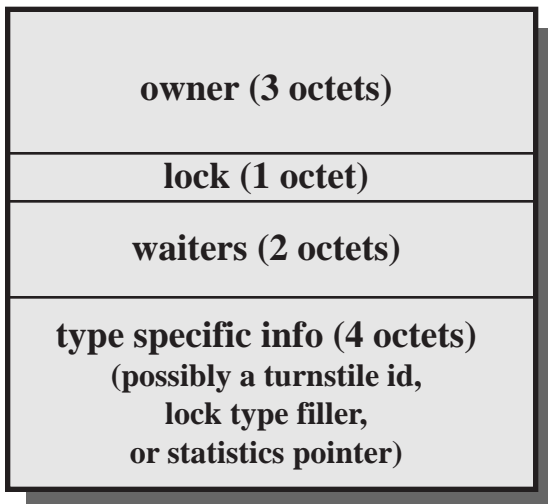 owner (3 octets)
lock (1 octet)
waiters (2 octets)
type specific info (4 octets)
(possibly a turnstile id,
lock type filler,
or statistics pointer)